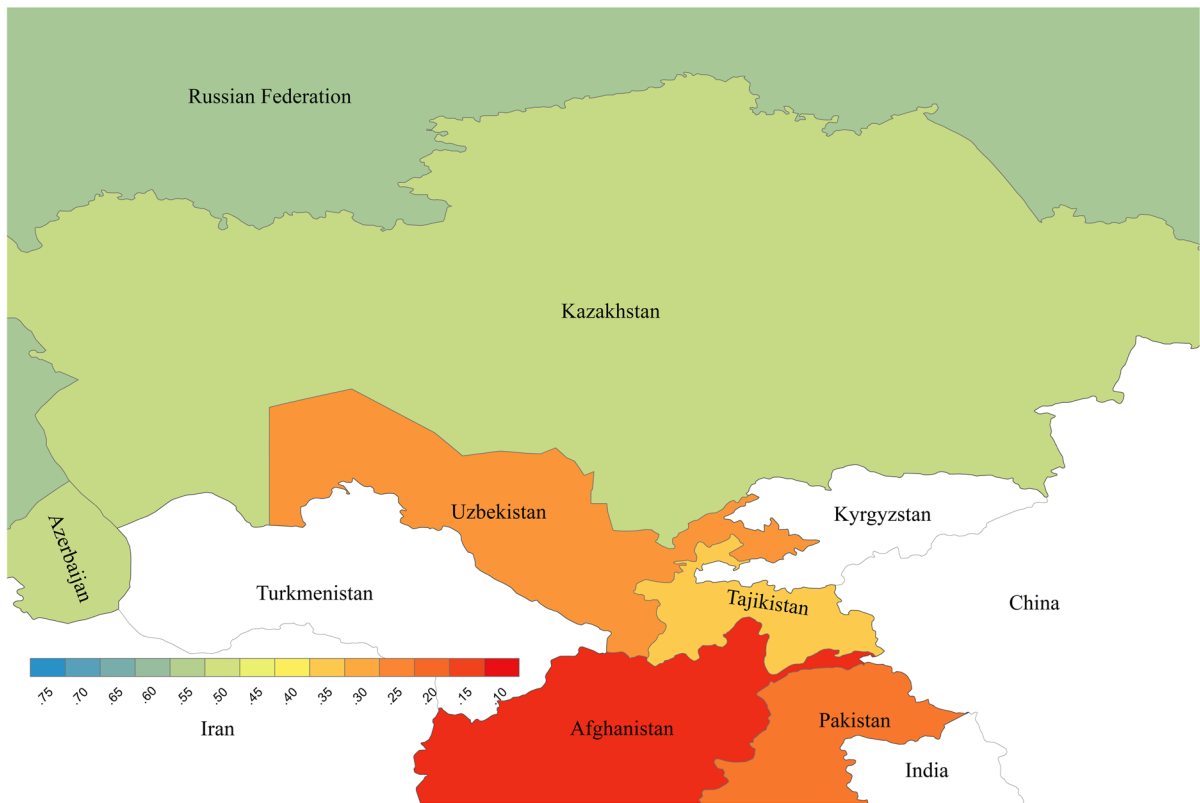 Russian Federation
Kazakhstan
Uzbekistan
Kyrgyzstan
Azerbaijan
Turkmenistan
Tajikistan
China
.75 .70 .65 .60 .55 .50 .45 .40 .35 .30 .25 .20 .15 .10
Iran
Afghanistan
Pakistan
India